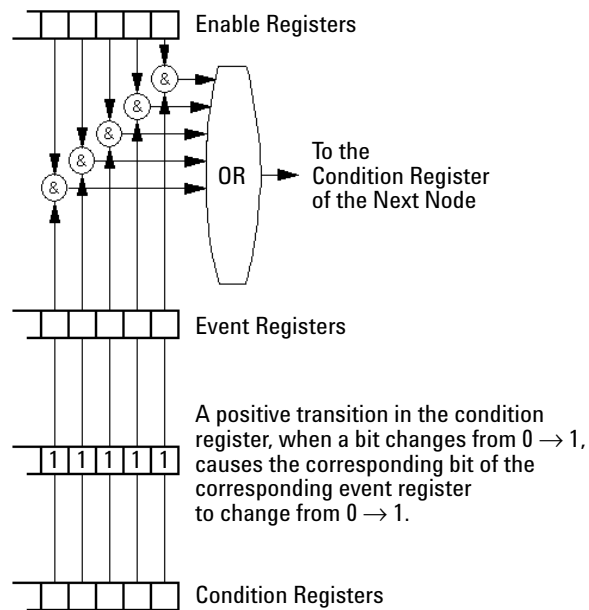 Enable Registers
&
&
&
&
&
OR
To the
Condition Register
of the Next Node
Event Registers
A positive transition in the condition
register, when a bit changes from 0 → 1,
causes the corresponding bit of the
corresponding event register
to change from 0 → 1.
1 1 1 1 1
Condition Registers